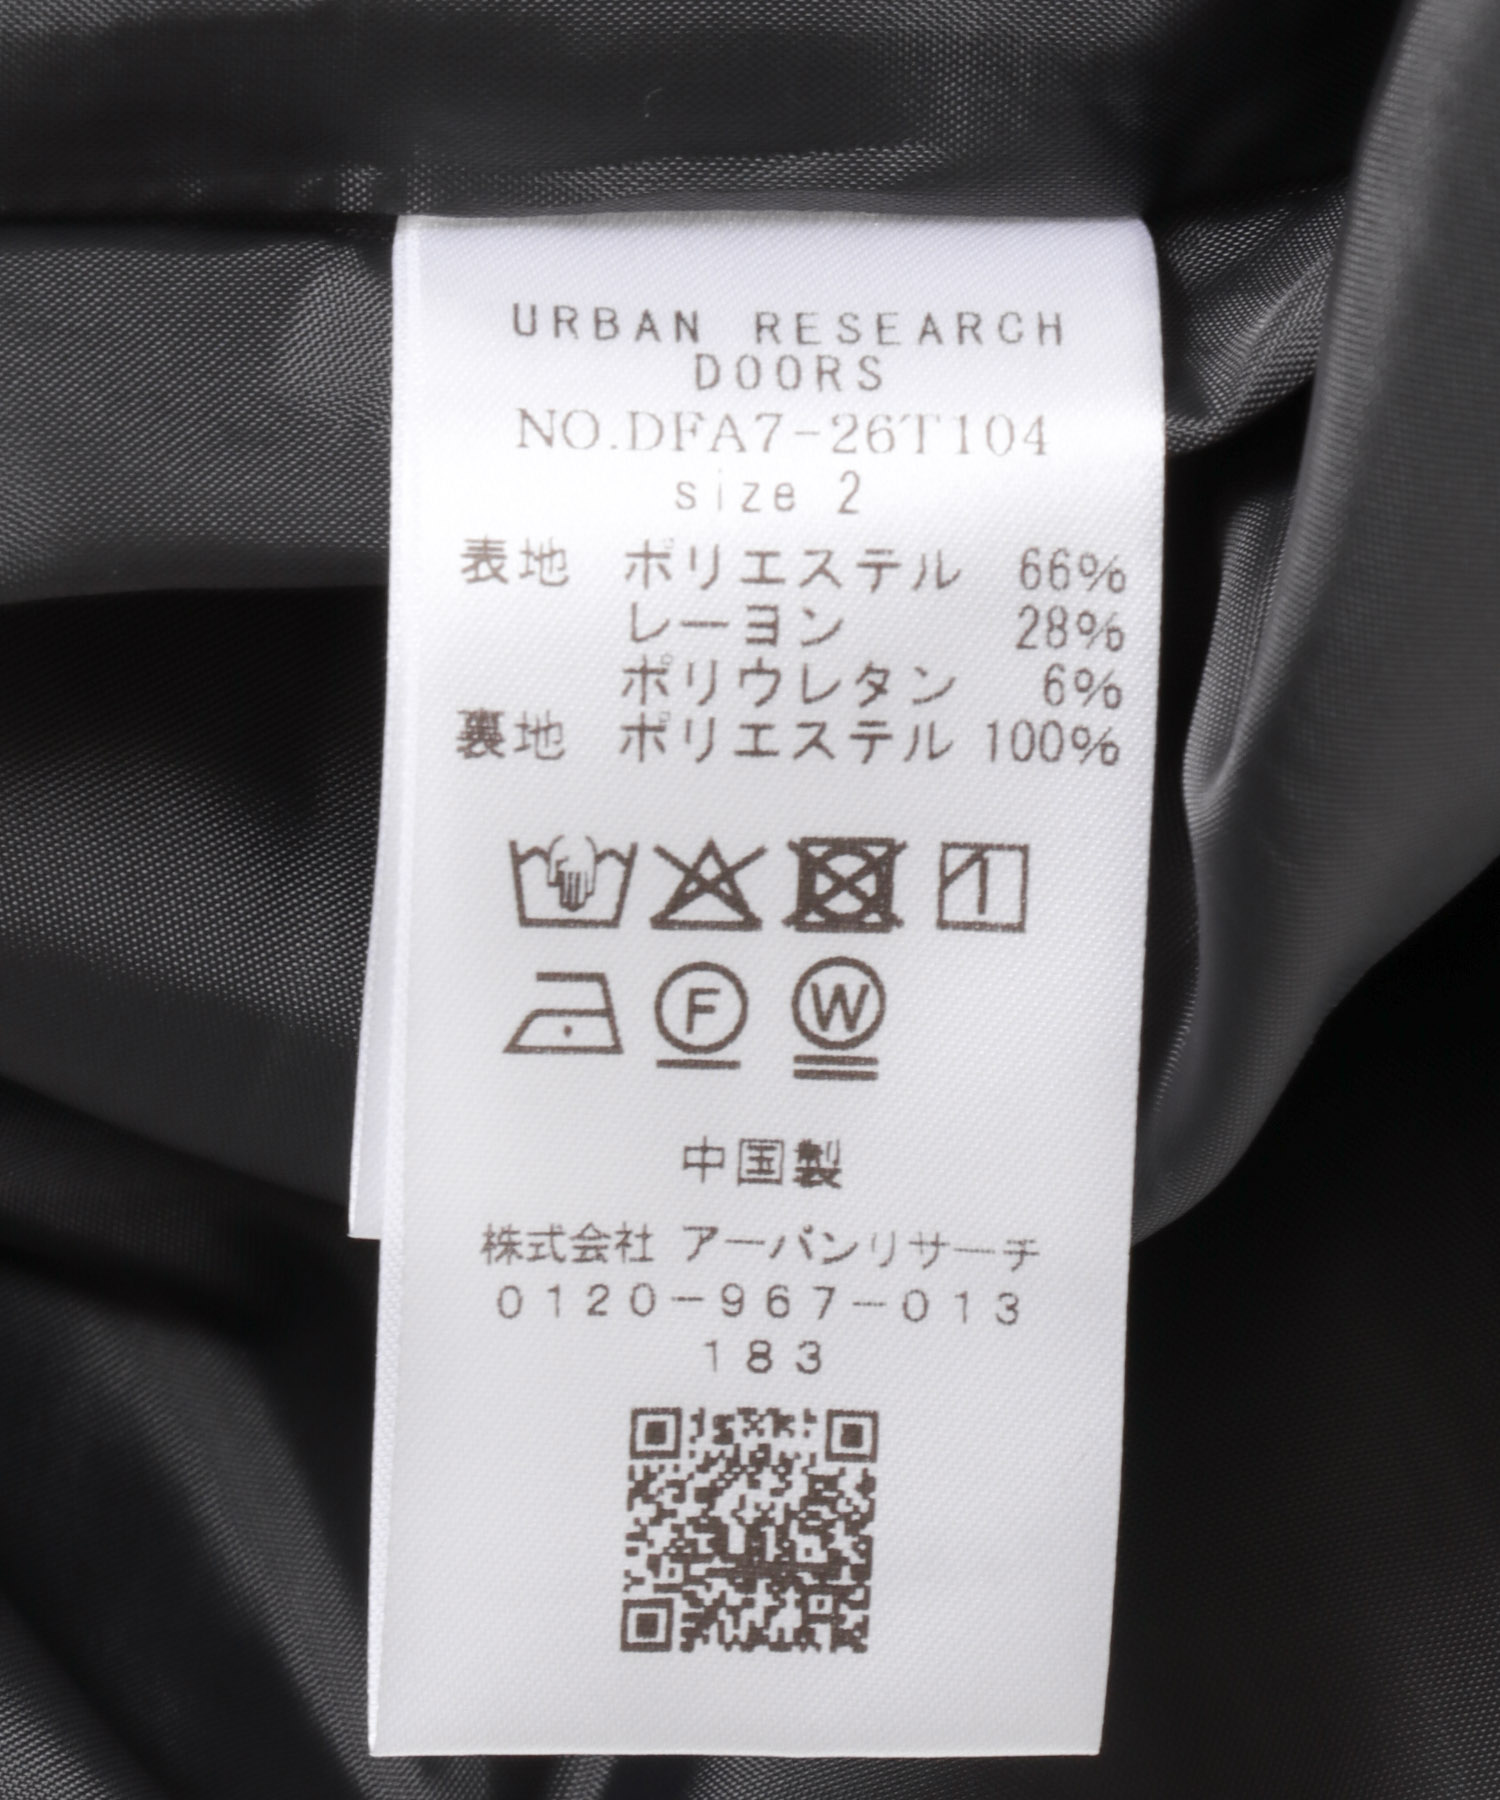 URBAN RESEARCH
DOORS
NO.DFA7-26T104
size 2
表地 ポリエステル 66%
レーヨン 28%
ポリウレタン 6%
裏地 ポリエステル 100%
F W
中国製
株式会社 アーバンリサーチ
0120-967-013
183